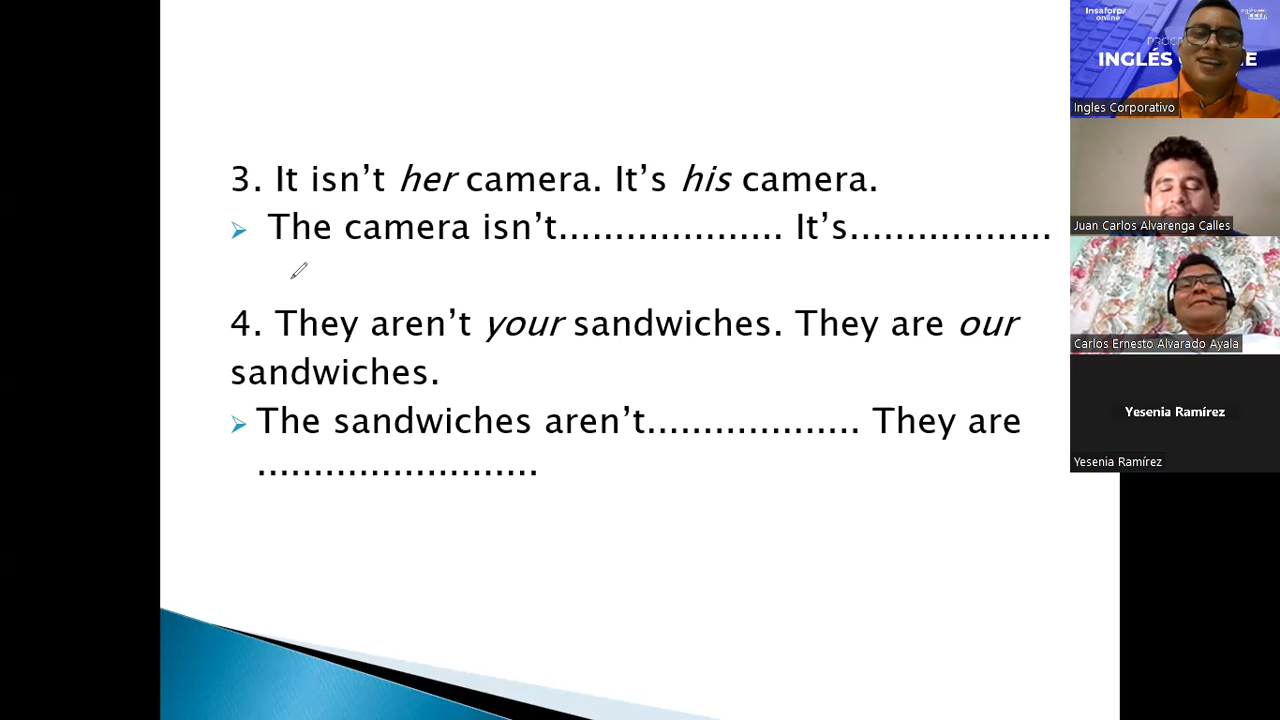 3. It isn’t her camera. It’s his camera.
The camera isn’t.................... It’s..................
4. They aren’t your sandwiches. They are our
sandwiches.
The sandwiches aren’t................... They are
.........................
Insaforp
online
INGLÉS
Ingles Corporativo
Juan Carlos Alvarenga Calles
Carlos Ernesto Alvarado Ayala
Yesenia Ramírez
Yesenia Ramírez